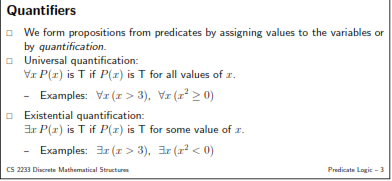 Quantifiers
□ We form propositions from predicates by assigning values to the variables or
by quantification.
□ Universal quantification:
∀x P(x) is T if P(x) is T for all values of x.
– Examples: ∀x (x > 3), ∀x (x² ≥ 0)
□ Existential quantification:
∃x P(x) is T if P(x) is T for some value of x.
– Examples: ∃x (x > 3), ∃x (x² < 0)
CS 2233 Discrete Mathematical Structures Predicate Logic – 3